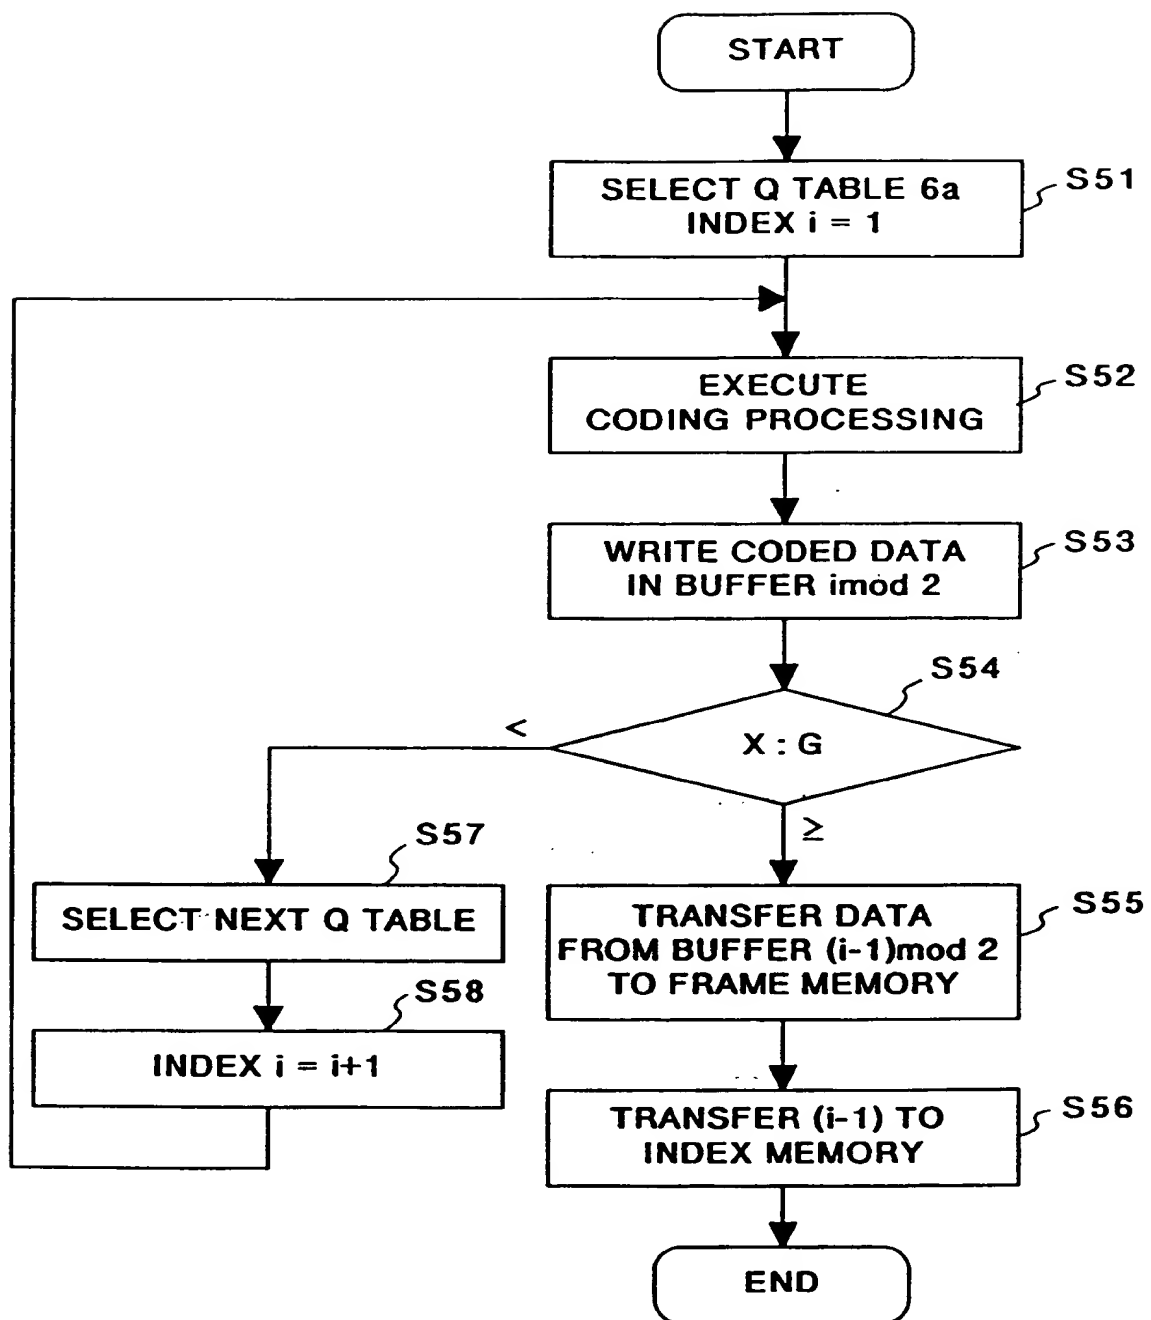 START
SELECT Q TABLE 6a
INDEX i = 1
S51
EXECUTE
CODING PROCESSING
S52
WRITE CODED DATA
IN BUFFER imod 2
S53
S54
X : G
<
≥
S57
SELECT NEXT Q TABLE
S58
INDEX i = i+1
TRANSFER DATA
FROM BUFFER (i-1)mod 2
TO FRAME MEMORY
S55
TRANSFER (i-1) TO
INDEX MEMORY
S56
END